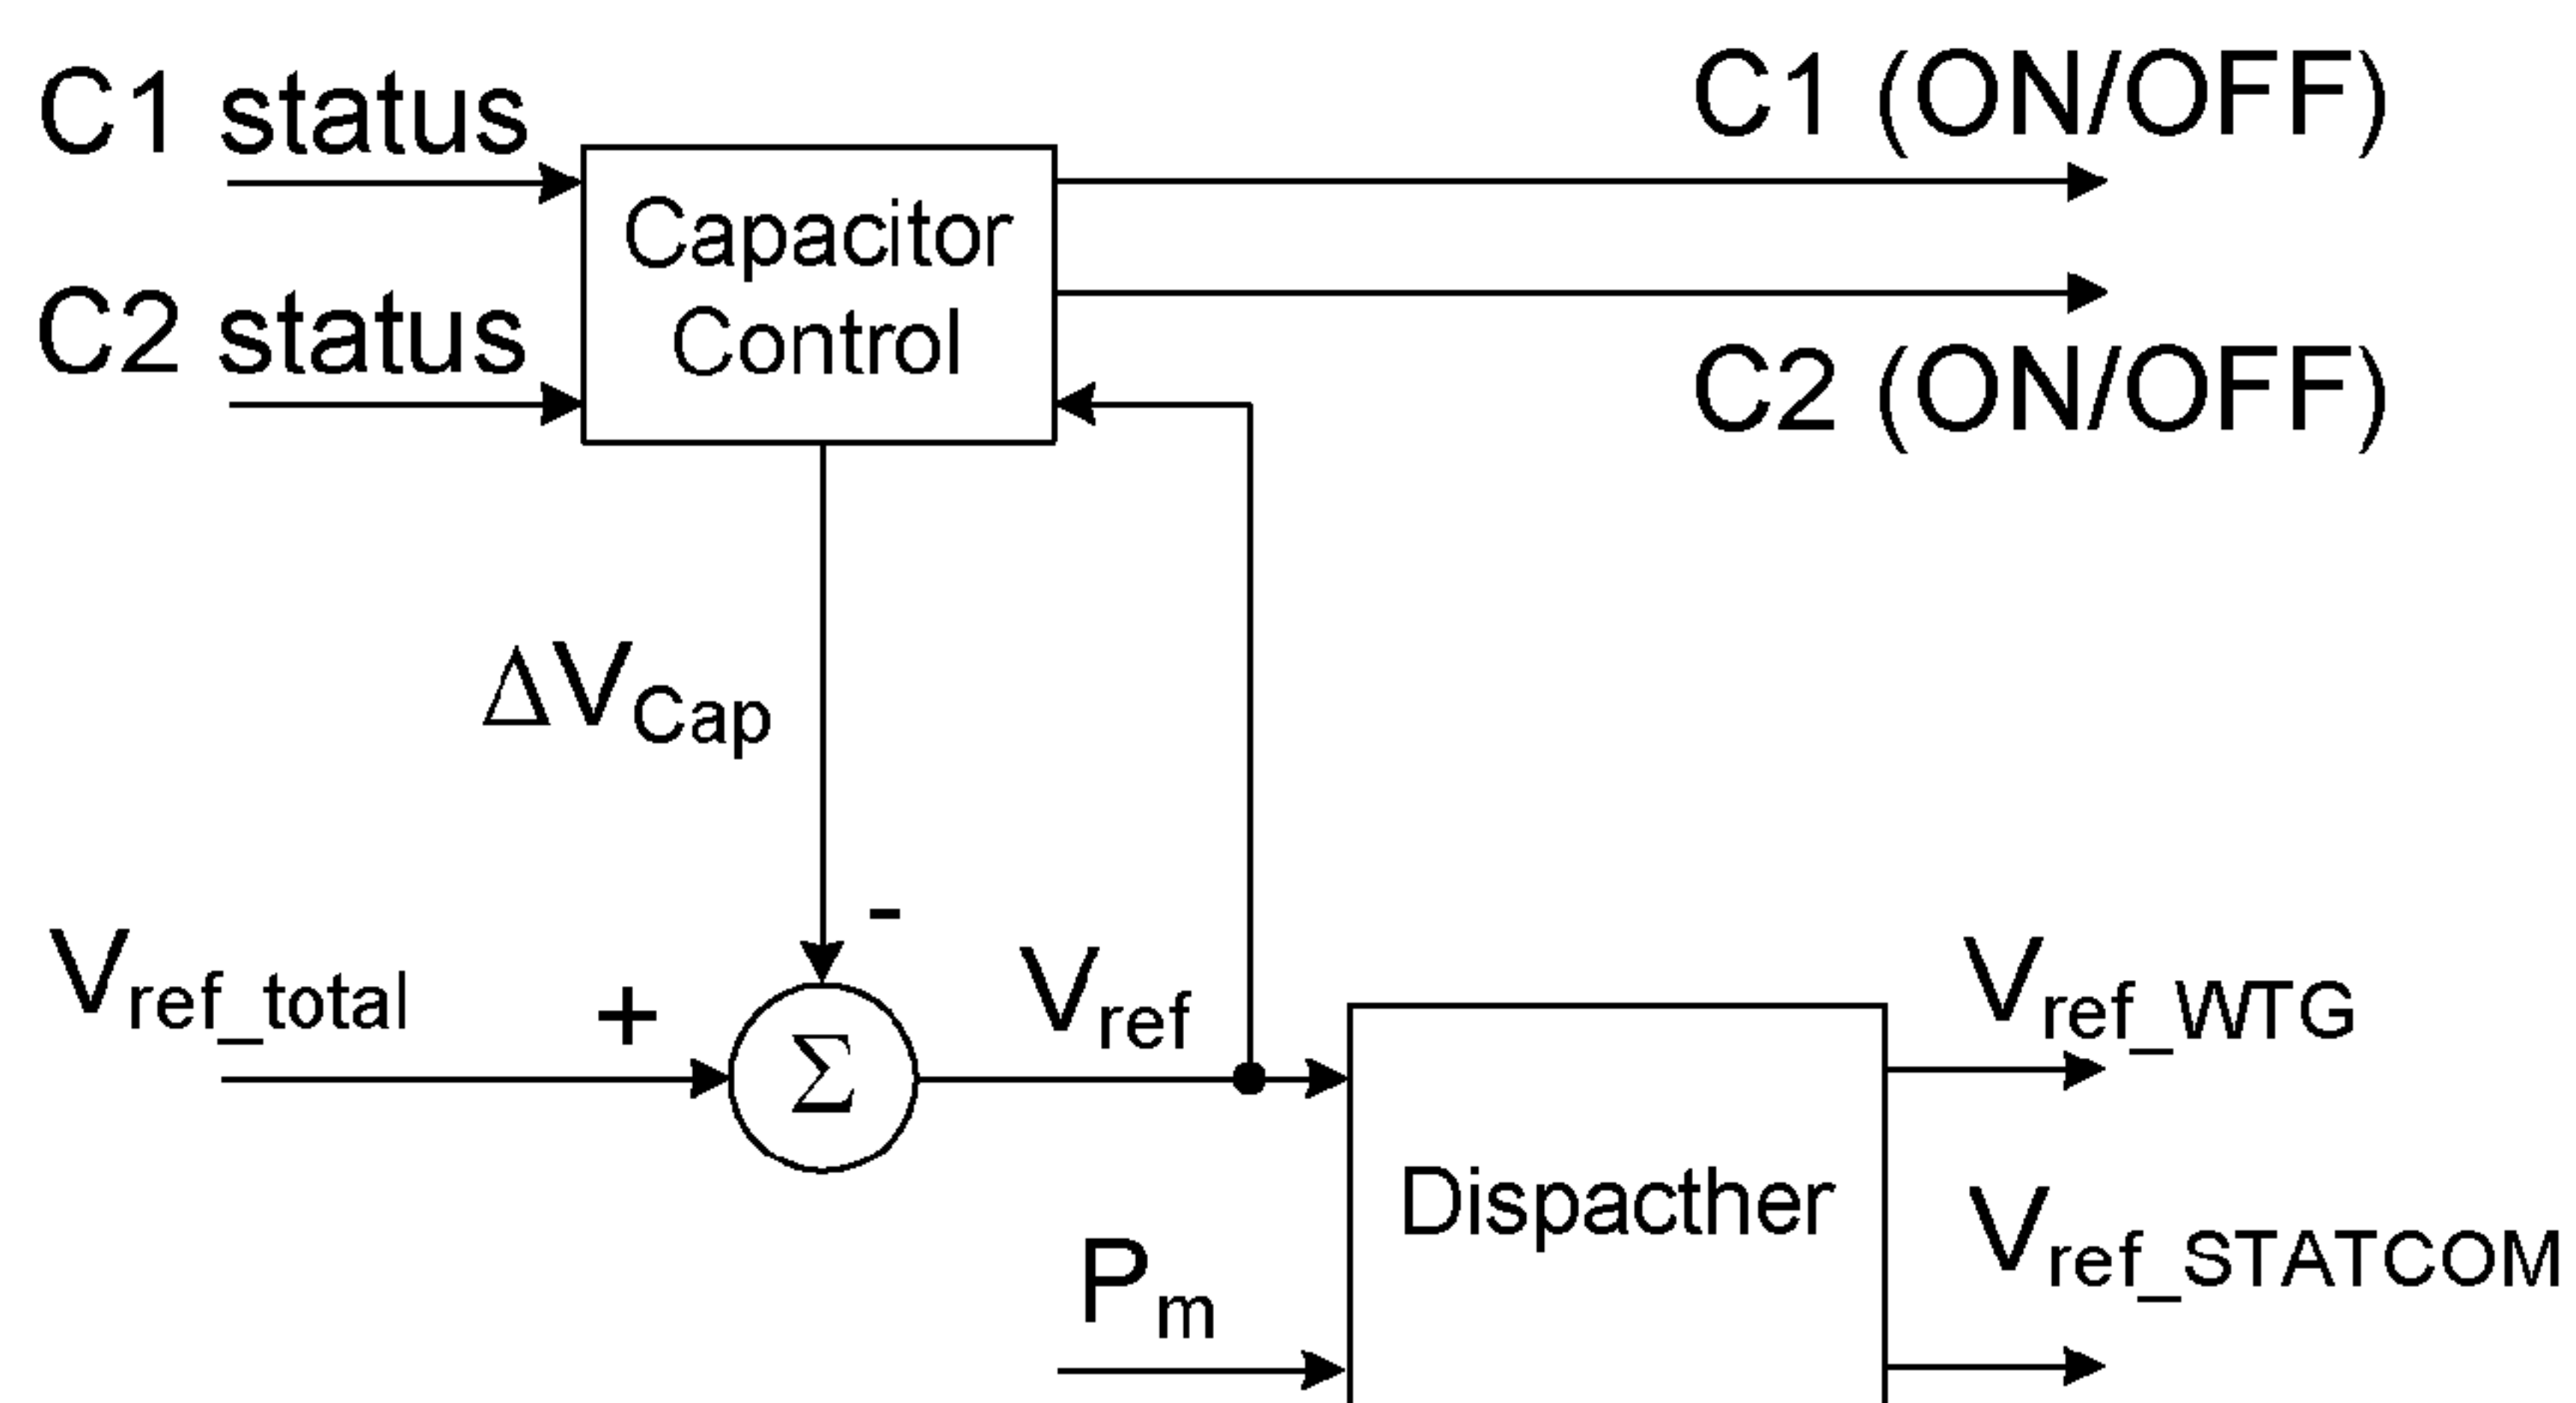 C1 status
C1 (ON/OFF)
Capacitor
Control
C2 status
C2 (ON/OFF)
ΔVCap
-
Vref_total
+
Vref
Σ
Vref_WTG
Dispacther
Pm
Vref_STATCOM